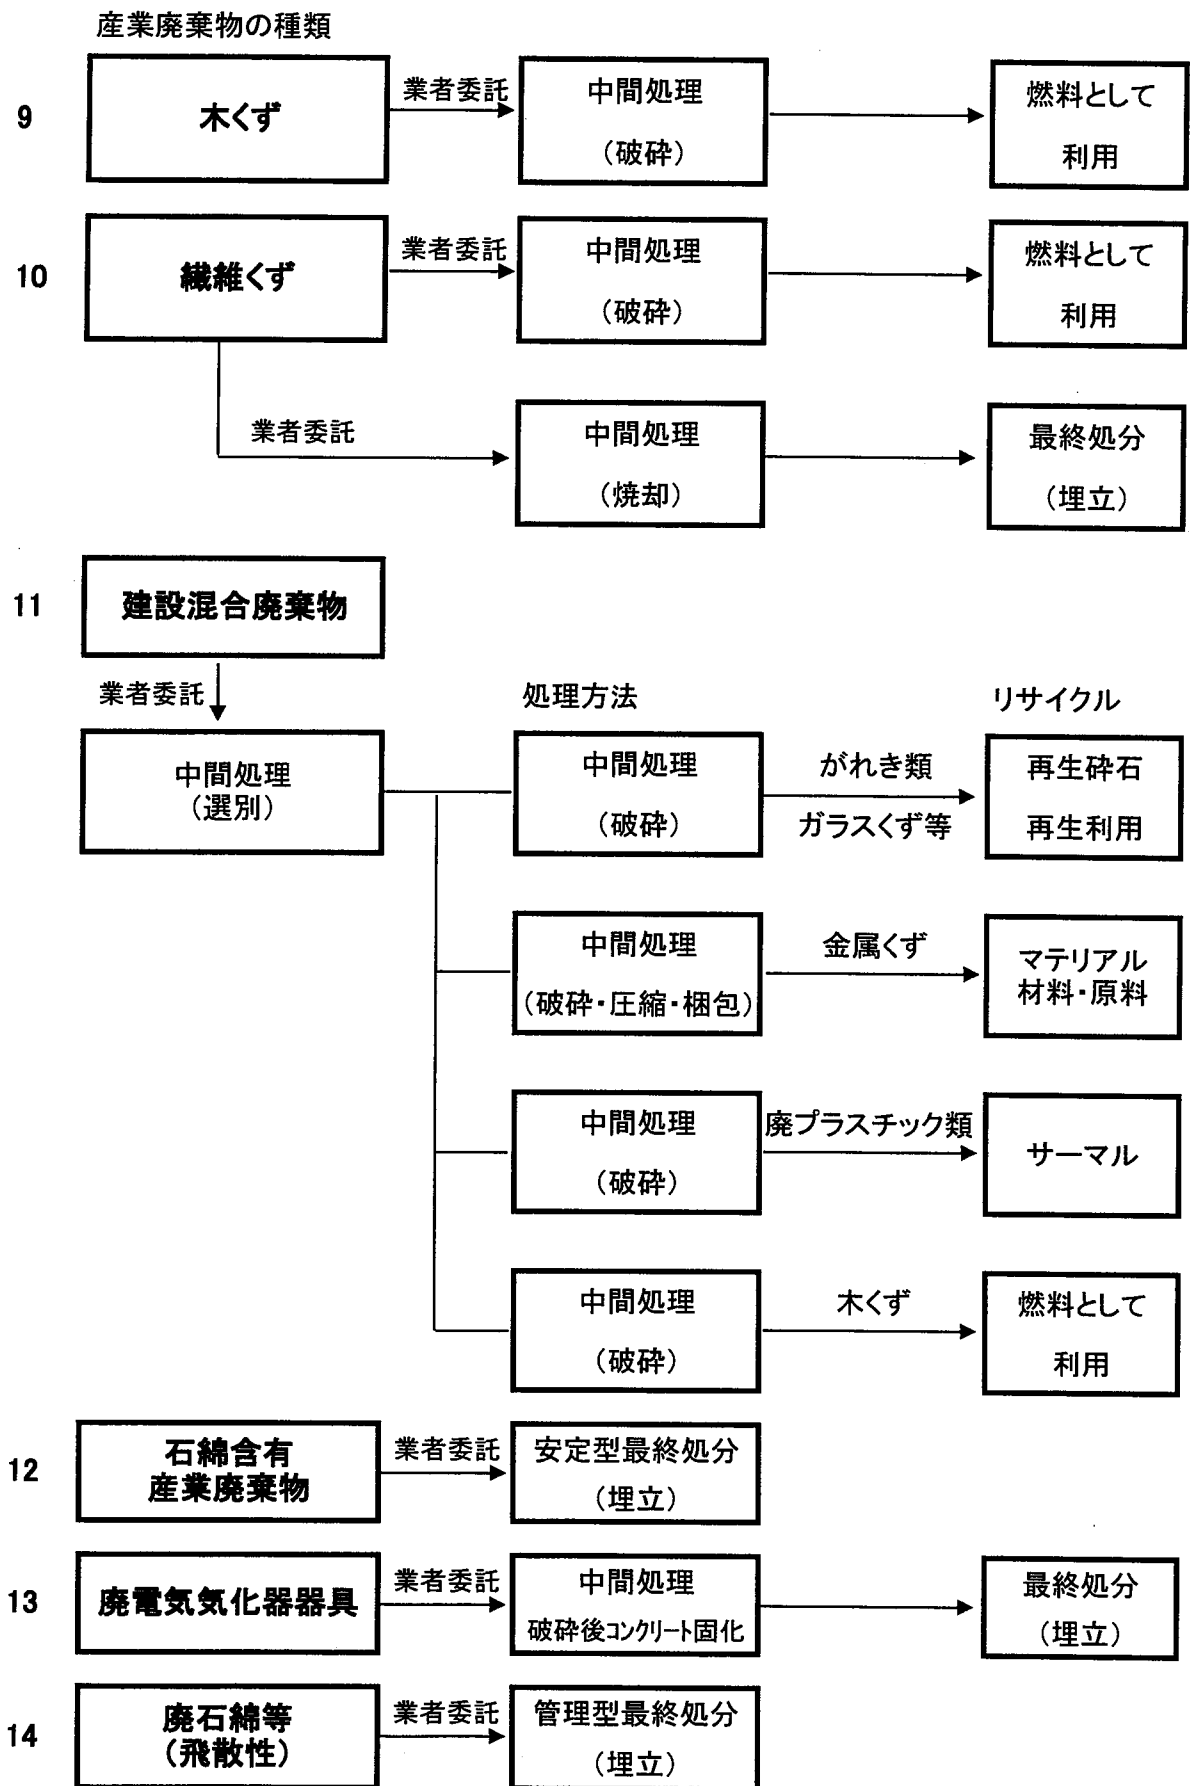 産業廃棄物の種類
9
木くず
業者委託
中間処理
（破砕）
燃料として
利用
10
繊維くず
業者委託
中間処理
（破砕）
燃料として
利用
業者委託
中間処理
（焼却）
最終処分
（埋立）
11
建設混合廃棄物
業者委託
処理方法
リサイクル
中間処理
（選別）
中間処理
（破砕）
がれき類
ガラスくず等
再生砕石
再生利用
中間処理
（破砕・圧縮・梱包）
金属くず
マテリアル
材料・原料
中間処理
（破砕）
廃プラスチック類
サーマル
中間処理
（破砕）
木くず
燃料として
利用
12
石綿含有
産業廃棄物
業者委託
安定型最終処分
（埋立）
13
廃電気気化器器具
業者委託
中間処理
破砕後コンクリート固化
最終処分
（埋立）
14
廃石綿等
（飛散性）
業者委託
管理型最終処分
（埋立）